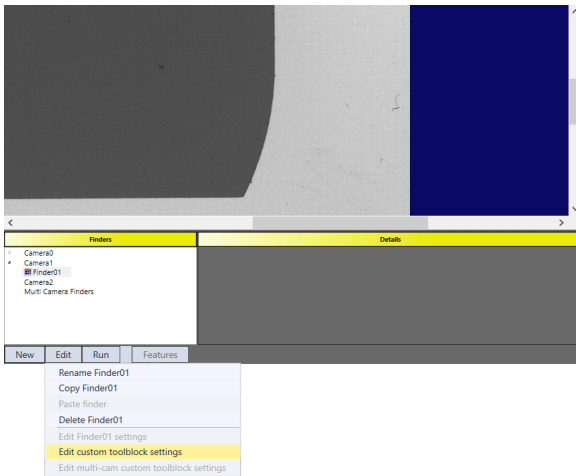 Finders
Details
Camera0
Camera1
Finder01
Camera2
Multi Camera Finders
New
Edit
Run
Features
Rename Finder01
Copy Finder01
Paste finder
Delete Finder01
Edit Finder01 settings
Edit custom toolblock settings
Edit multi-cam custom toolblock settings